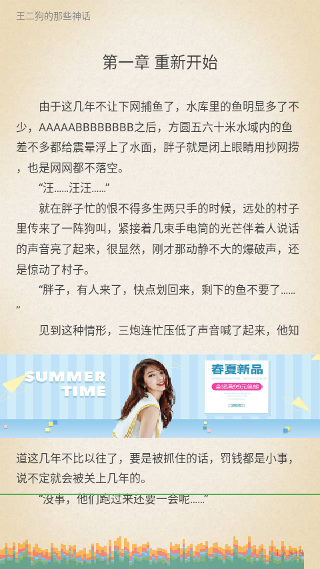 王二狗的那些神话
第一章 重新开始
由于这几年不让下网捕鱼了，水库里的鱼明显多了不
少，AAAAABBBBBBBB之后，方圆五六十米水域内的鱼
差不多都给震晕浮上了水面，胖子就是闭上眼睛用抄网捞
，也是网网都不落空。
“汪……汪汪……”
就在胖子忙的恨不得多生两只手的时候，远处的村子
里传来了一阵狗叫，紧接着几束手电筒的光芒伴着人说话
的声音亮了起来，很显然，刚才那动静不大的爆破声，还
是惊动了村子。
“胖子，有人来了，快点划回来，剩下的鱼不要了……
”
见到这种情形，三炮连忙压低了声音喊了起来，他知
SUMMER
TIME
春夏新品
道这几年不比以往了，要是被抓住的话，罚钱都是小事，
说不定就会被关上几年的。
“没事，他们跑过来还要一会呢……”